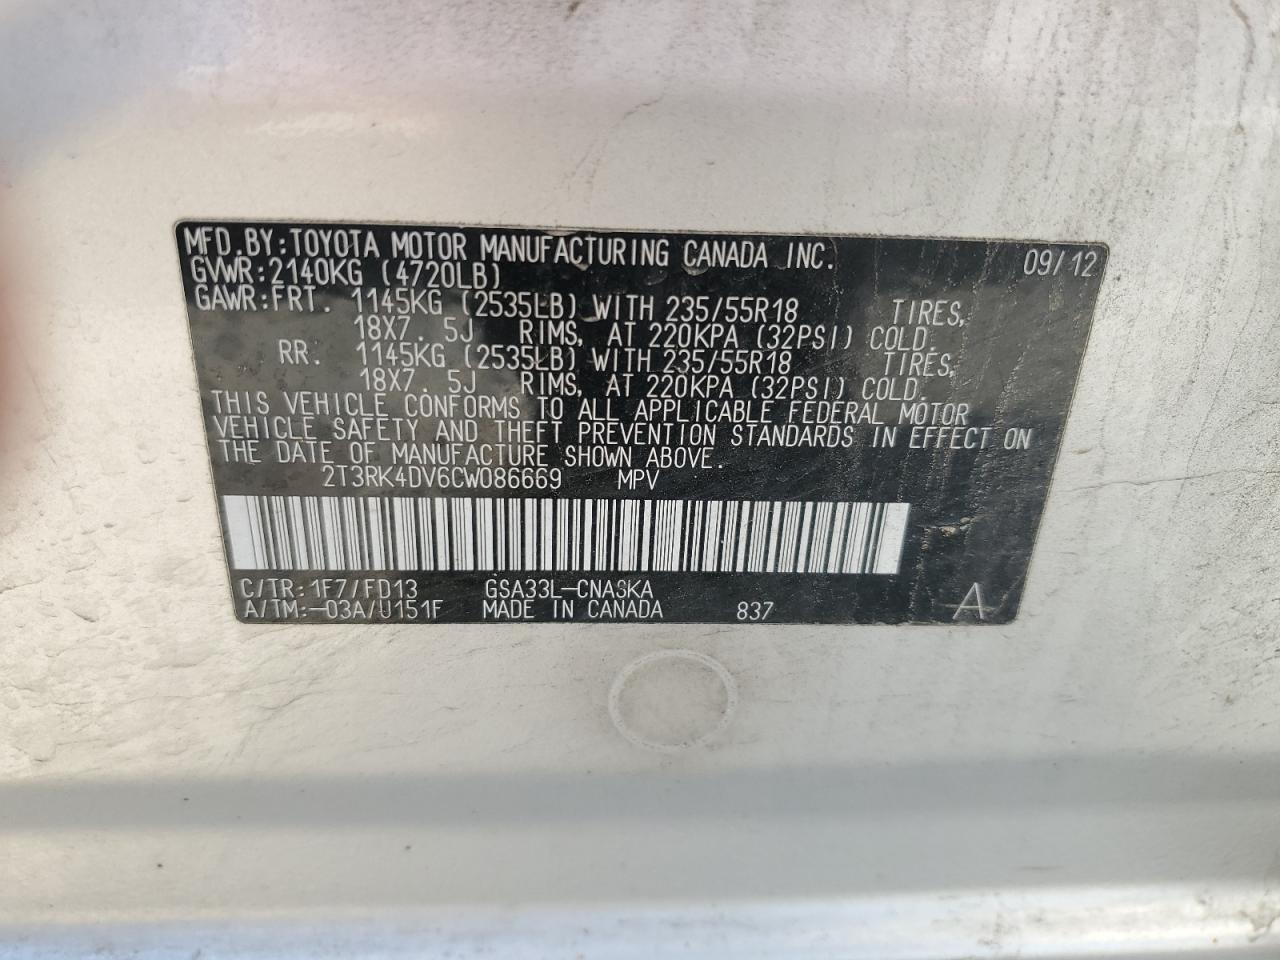 MFD.BY:TOYOTA MOTOR MANUFACTURING CANADA INC. 09/12
GVWR:2140KG (4720LB)
GAWR:FRT. 1145KG (2535LB) WITH 235/55R18 TIRES,
18X7.5J RIMS, AT 220KPA (32PSI) COLD.
RR. 1145KG (2535LB) WITH 235/55R18 TIRES,
18X7.5J RIMS, AT 220KPA (32PSI) COLD.
THIS VEHICLE CONFORMS TO ALL APPLICABLE FEDERAL MOTOR
VEHICLE SAFETY AND THEFT PREVENTION STANDARDS IN EFFECT ON
THE DATE OF MANUFACTURE SHOWN ABOVE.
2T3RK4DV6CW086669 MPV
C/TR:1F7/FD13 GSA33L-CNASKA
A/TM:-03A/U151F MADE IN CANADA 837 A